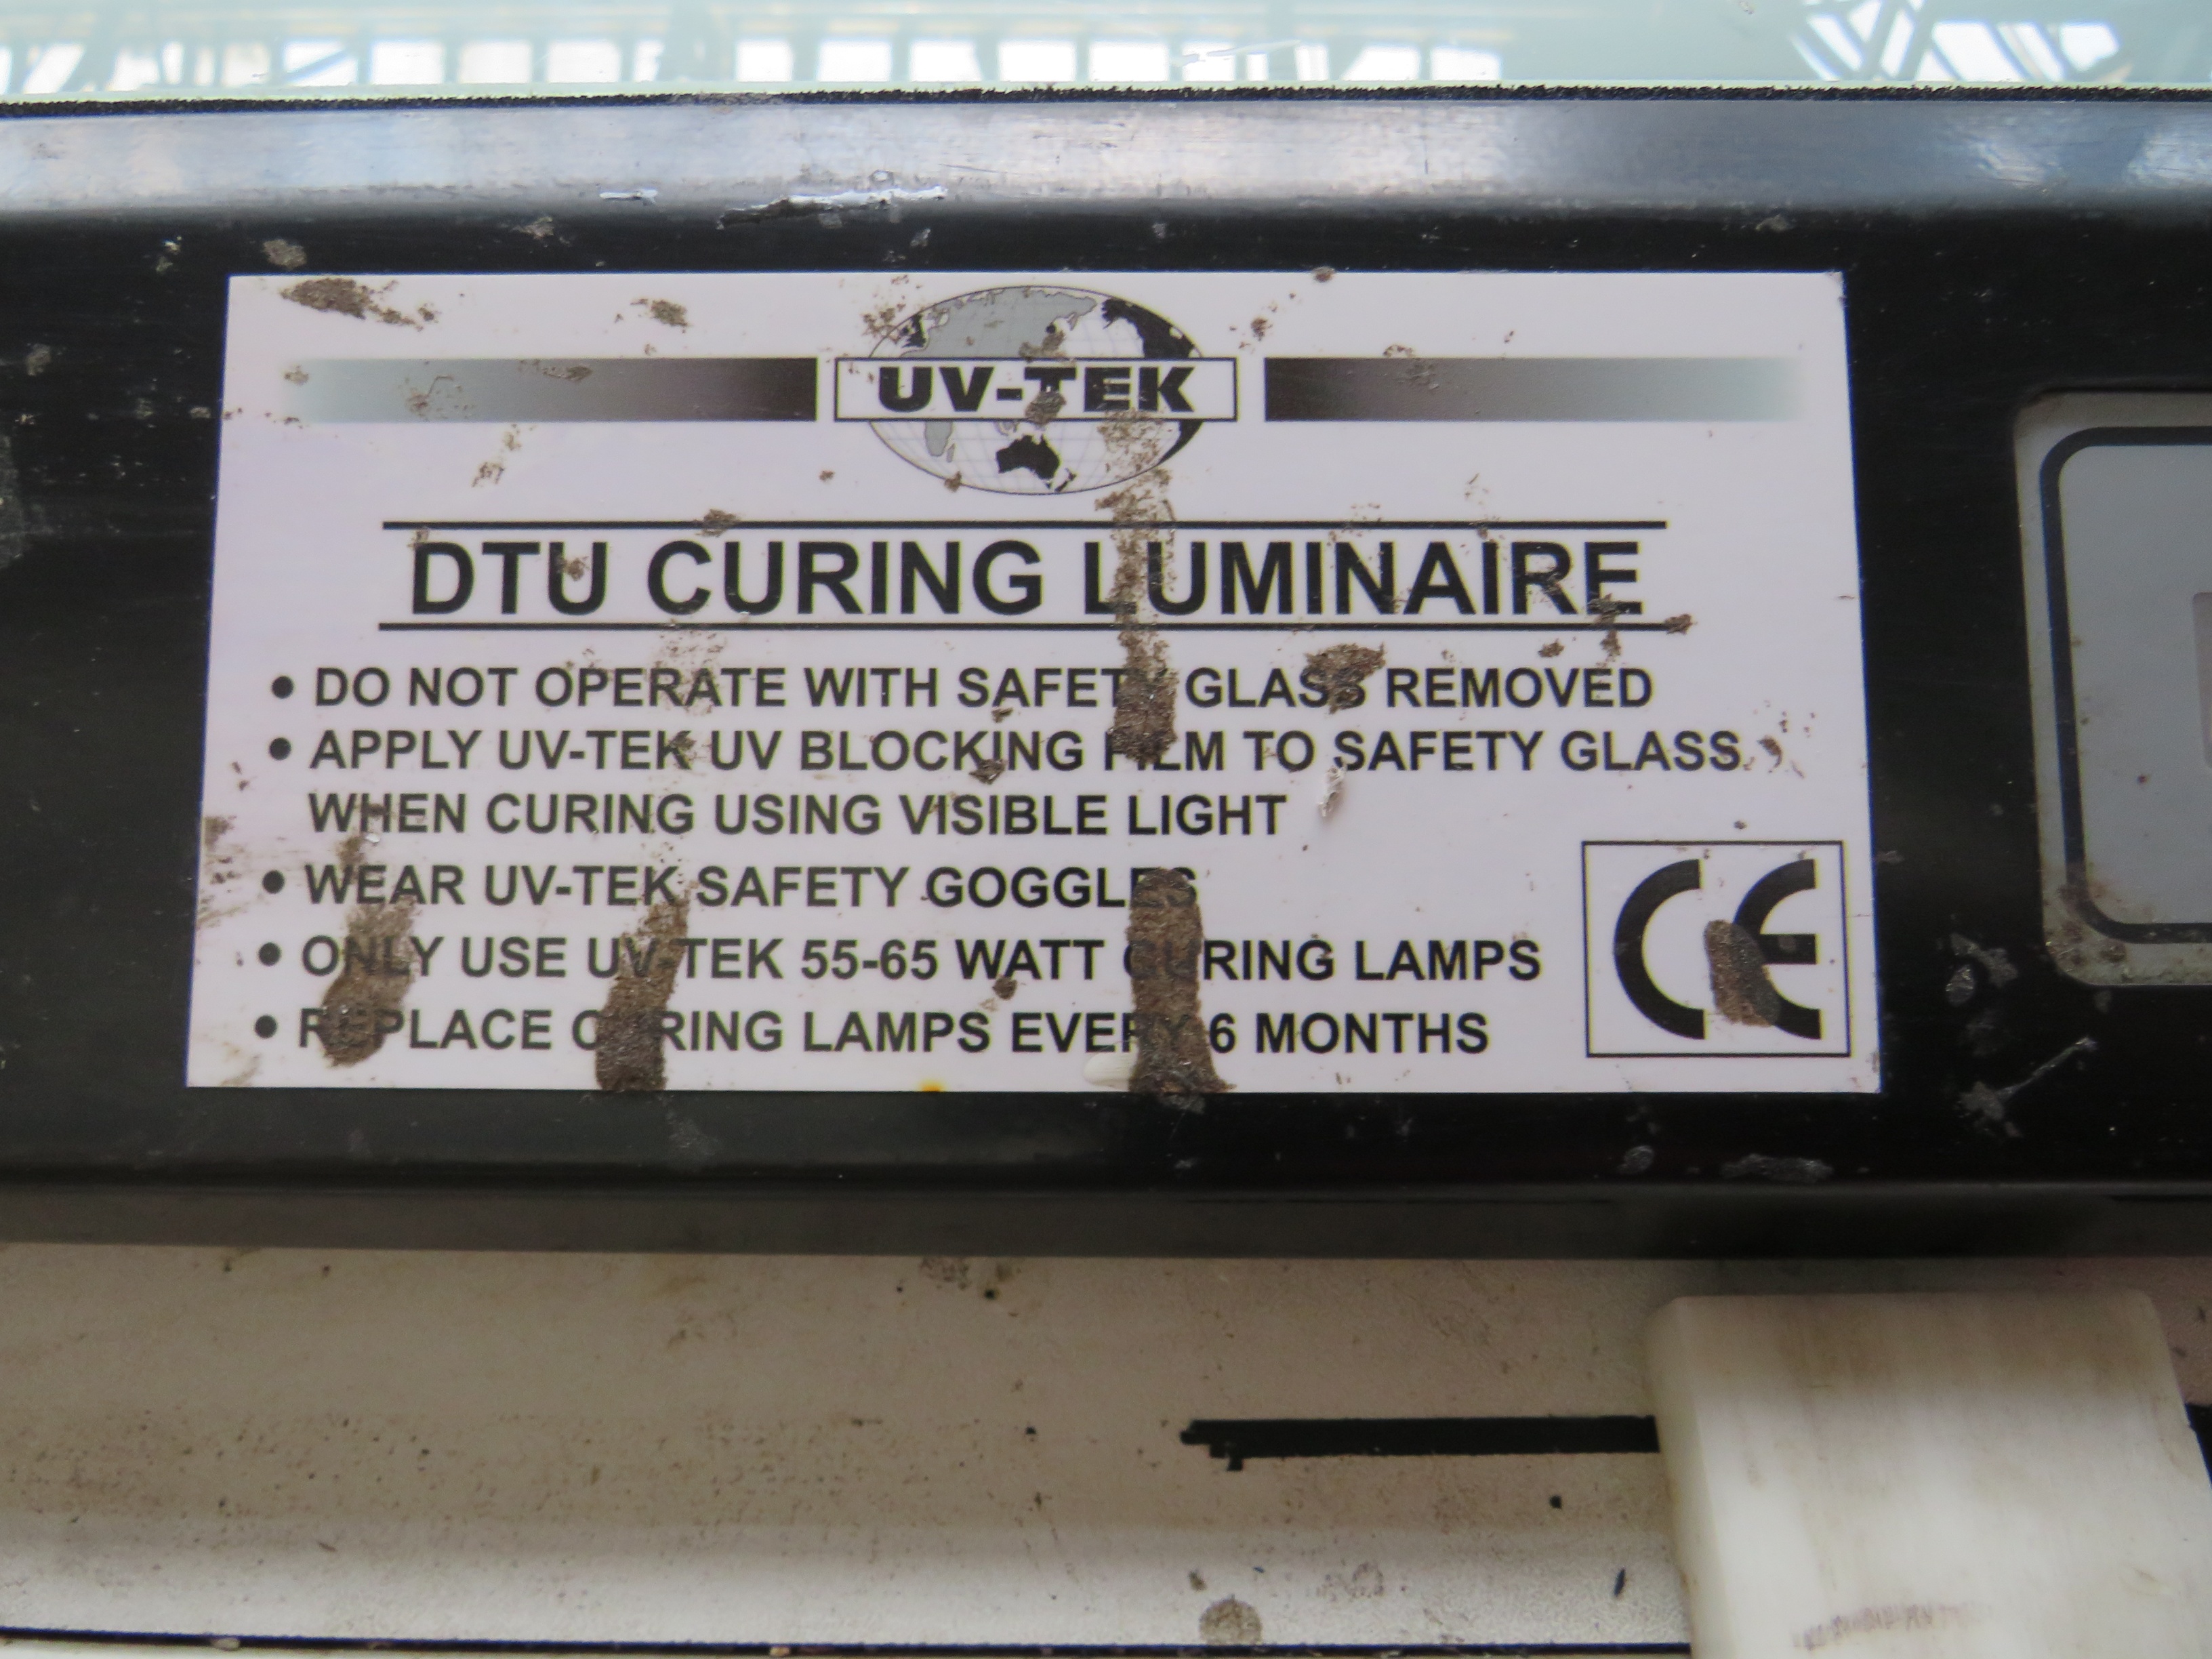 UV-TEK
DTU CURING LUMINAIRE
• DO NOT OPERATE WITH SAFETY GLASS REMOVED
• APPLY UV-TEK UV BLOCKING FILM TO SAFETY GLASS
WHEN CURING USING VISIBLE LIGHT
• WEAR UV-TEK SAFETY GOGGLES
• ONLY USE UV-TEK 55-65 WATT CURING LAMPS
• REPLACE CURING LAMPS EVERY 6 MONTHS
CE